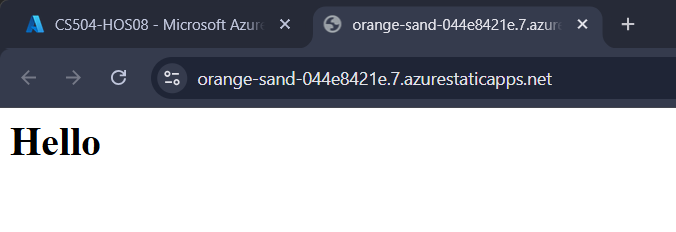 CS504-HOS08 - Microsoft Azur
orange-sand-044e8421e.7.azure
orange-sand-044e8421e.7.azurestaticapps.net
Hello